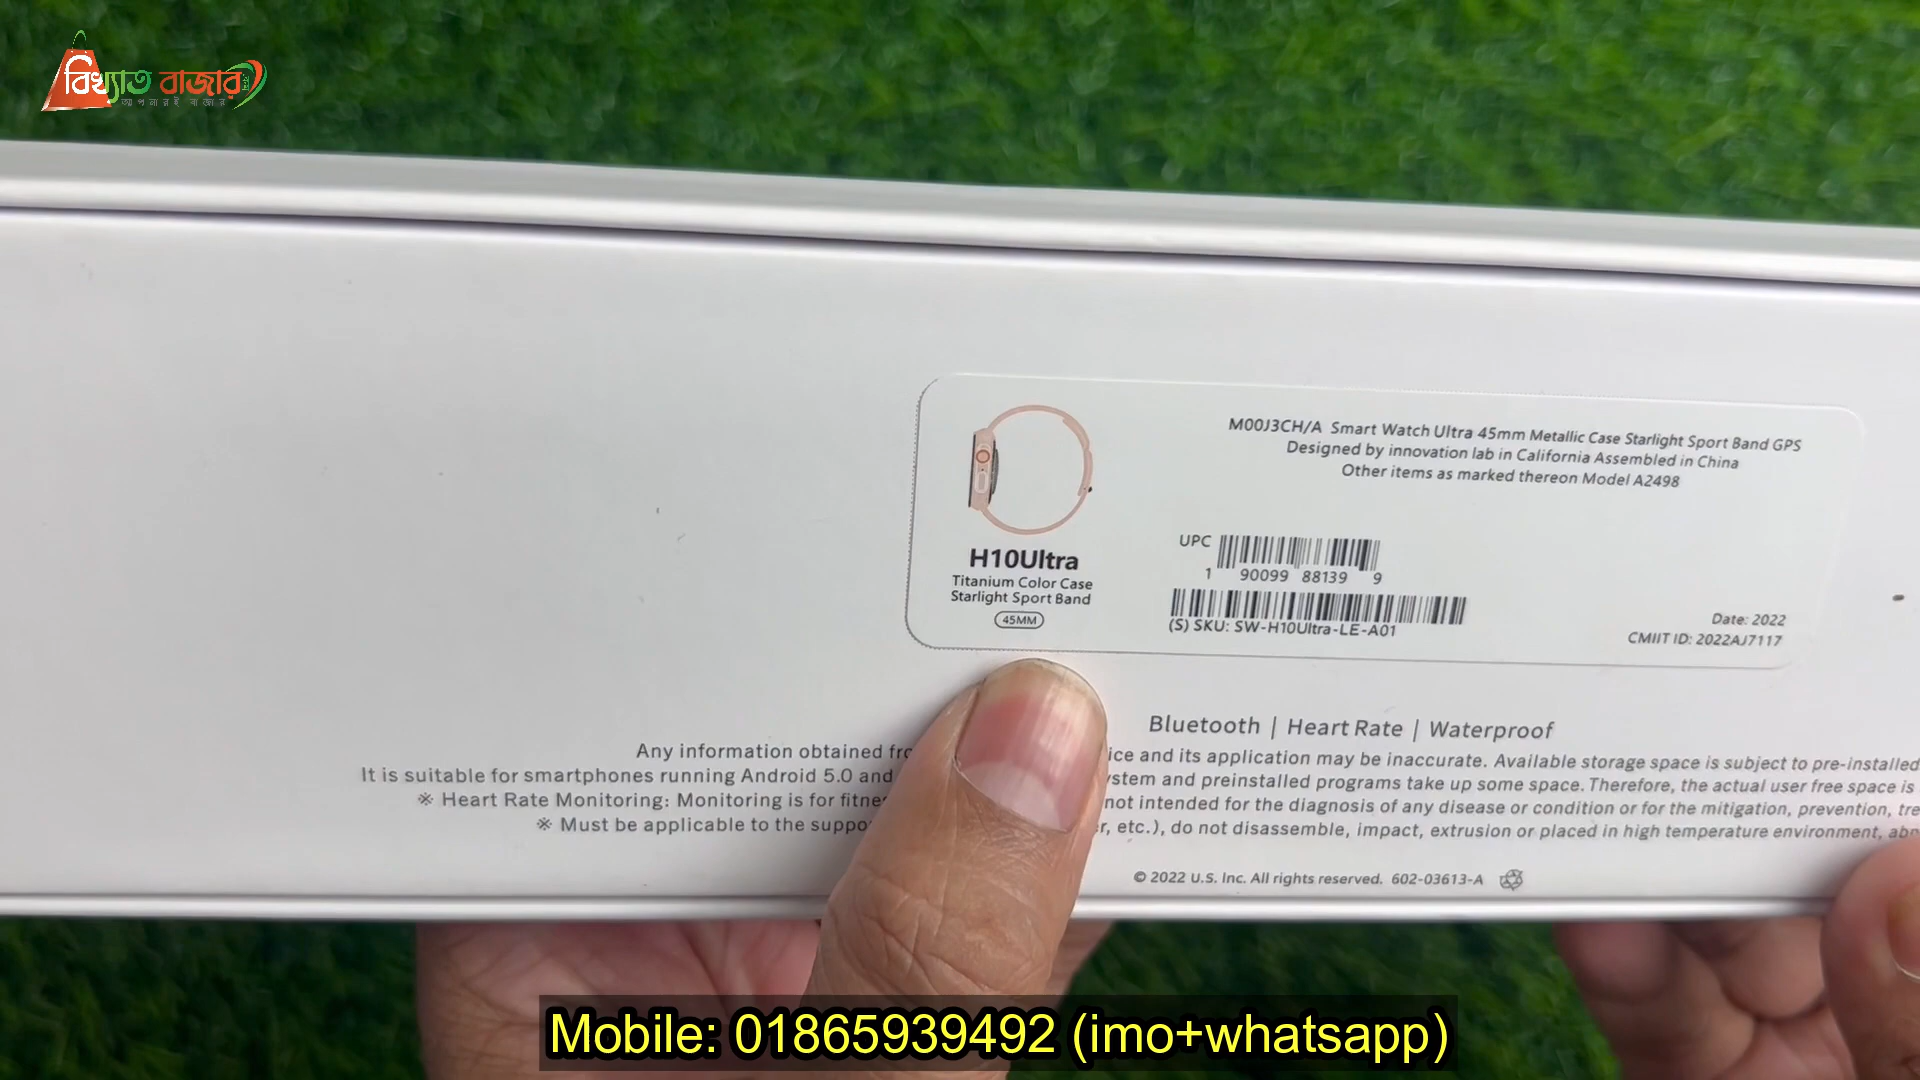 বিখ্যাত বাজার
আপনারই বাজার
M00J3CH/A Smart Watch Ultra 45mm Metallic Case Starlight Sport Band GPS
Designed by innovation lab in California Assembled in China
Other items as marked thereon Model A2498
H10Ultra
Titanium Color Case
Starlight Sport Band
45MM
UPC
1 90099 88139 9
(S) SKU: SW-H10Ultra-LE-A01
Date: 2022
CMIIT ID: 2022AJ7117
Bluetooth | Heart Rate | Waterproof
Any information obtained and its application may be inaccurate. Available storage space is subject to pre-installed
It is suitable for smartphones running Android 5.0 and and preinstalled programs take up some space. Therefore, the actual user free space is
※ Heart Rate Monitoring: Monitoring is for not intended for the diagnosis of any disease or condition or for the mitigation, prevention,
※ Must be applicable to the etc.), do not disassemble, impact, extrusion or placed in high temperature environment,
© 2022 U.S. Inc. All rights reserved. 602-03613-A
Mobile: 01865939492 (imo+whatsapp)